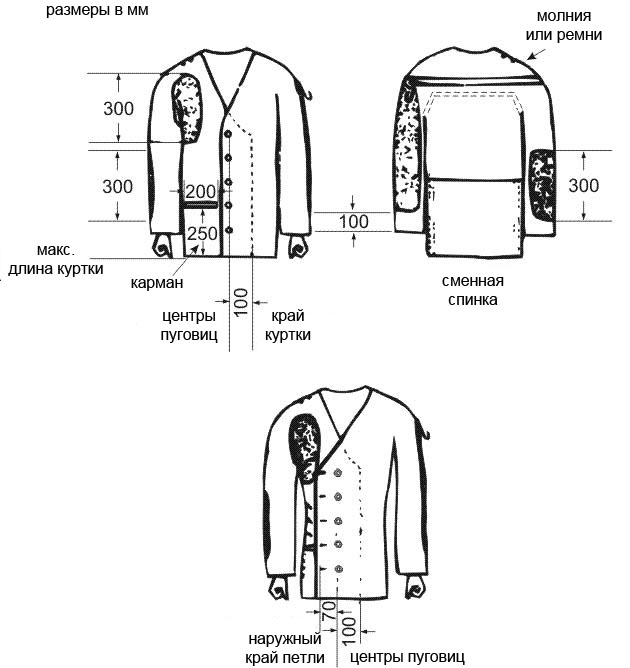 размеры в мм
молния
или ремни
300
300
200
250
100
300
макс.
длина куртки
карман
сменная
спинка
100
центры
пуговиц
край
куртки
70
100
наружный
край петли
центры пуговиц